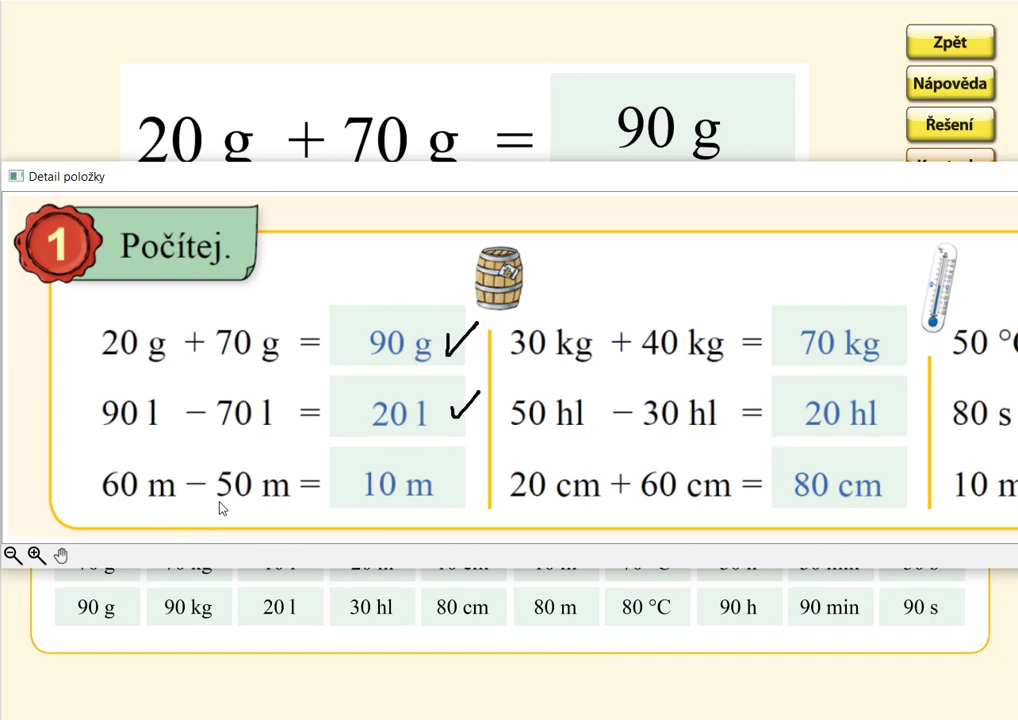 20 g + 70 g = 90 g
Zpět
Nápověda
Řešení
Detail položky
1 Počítej.
20 g + 70 g = 90 g
90 l − 70 l = 20 l
60 m − 50 m = 10 m
30 kg + 40 kg = 70 kg
50 hl − 30 hl = 20 hl
20 cm + 60 cm = 80 cm
50
80 s
10
90 g 90 kg 20 l 30 hl 80 cm 80 m 80 °C 90 h 90 min 90 s